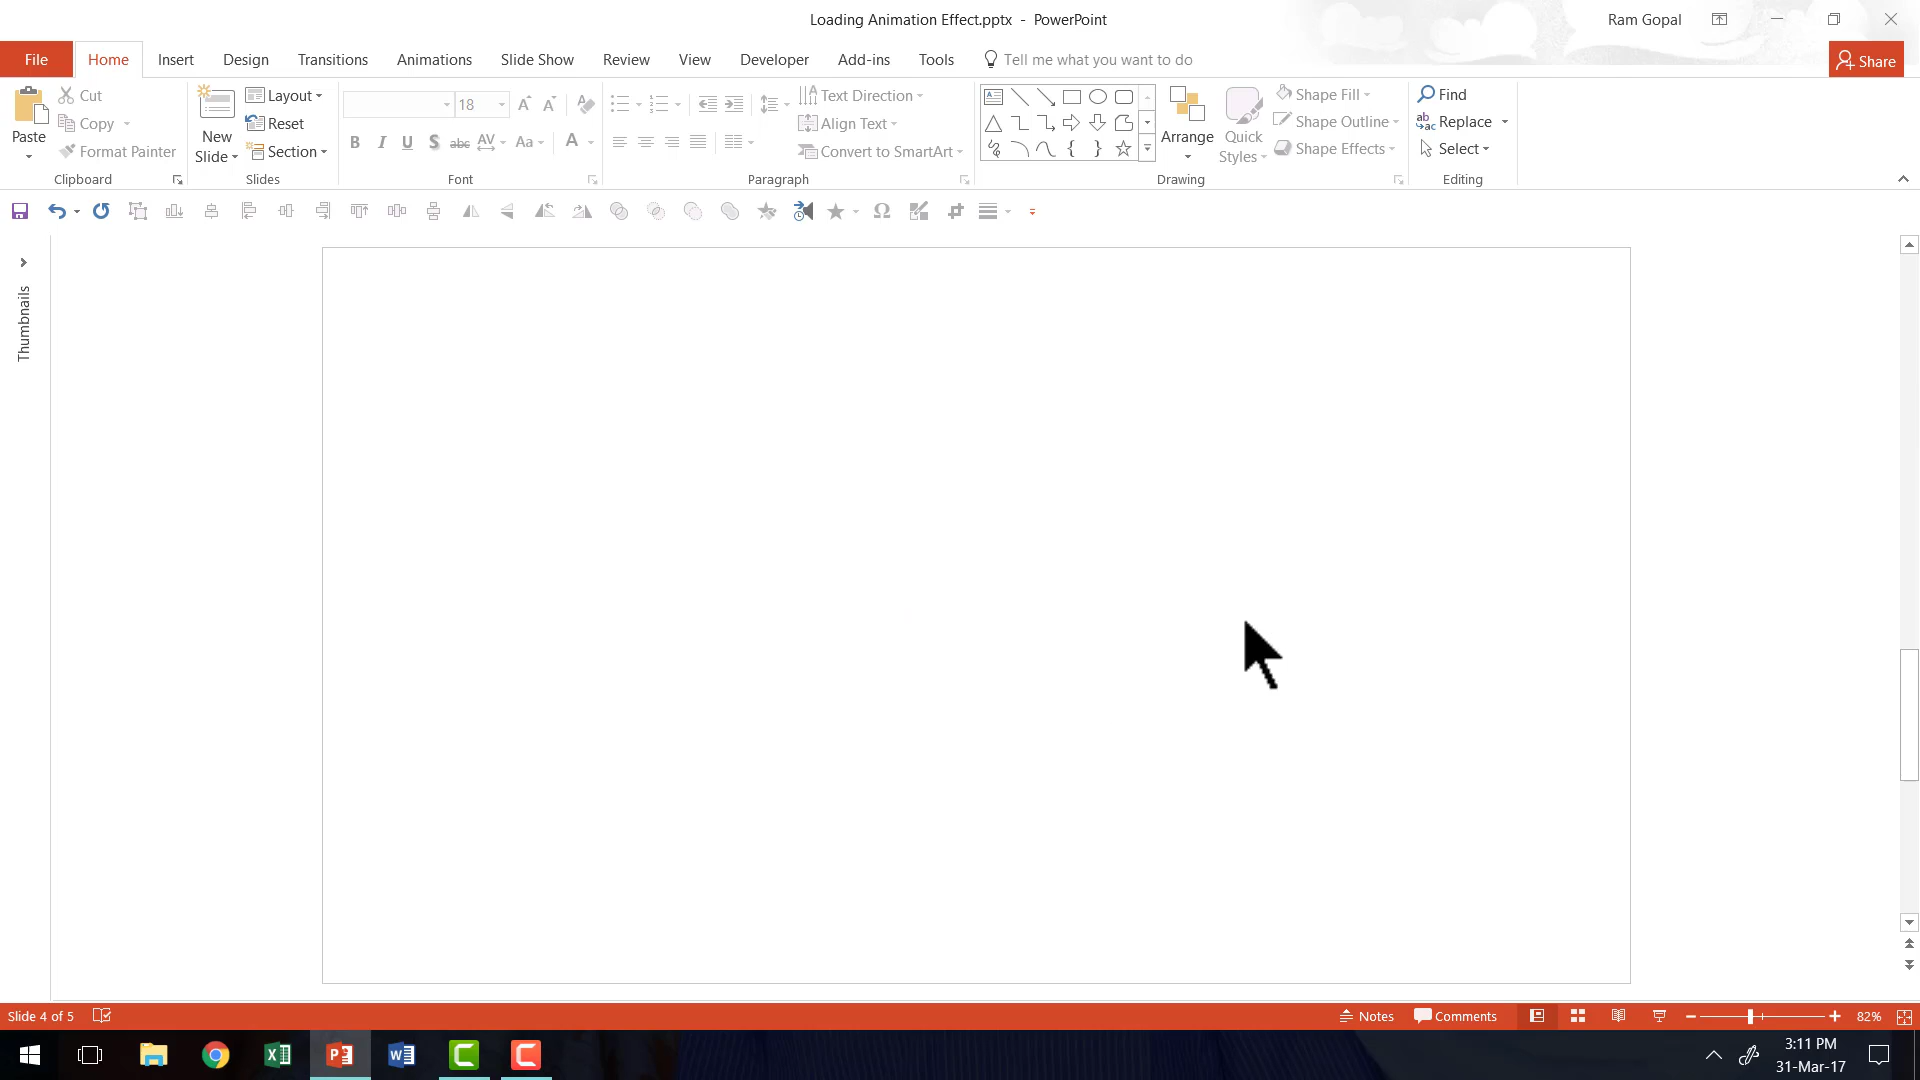 Loading Animation Effect.pptx - PowerPoint
Ram Gopal
File Home Insert Design Transitions Animations Slide Show Review View Developer Add-ins Tools Tell me what you want to do Share
Paste
Cut
Copy
Format Painter
Clipboard
New
Slide
Layout
Reset
Section
Slides
18
B I U S abc AV Aa A
Font
Text Direction
Align Text
Convert to SmartArt
Paragraph
Arrange
Quick
Styles
Shape Fill
Shape Outline
Shape Effects
Drawing
Find
Replace
Select
Editing
Thumbnails
Slide 4 of 5
Notes Comments 82%
3:11 PM
31-Mar-17